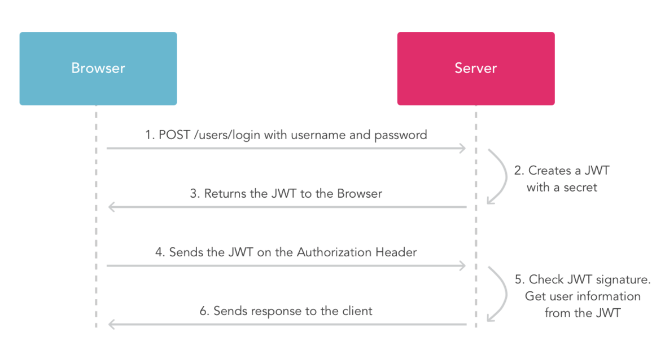 Browser
Server
1. POST /users/login with username and password
2. Creates a JWT
with a secret
3. Returns the JWT to the Browser
4. Sends the JWT on the Authorization Header
5. Check JWT signature.
Get user information
from the JWT
6. Sends response to the client